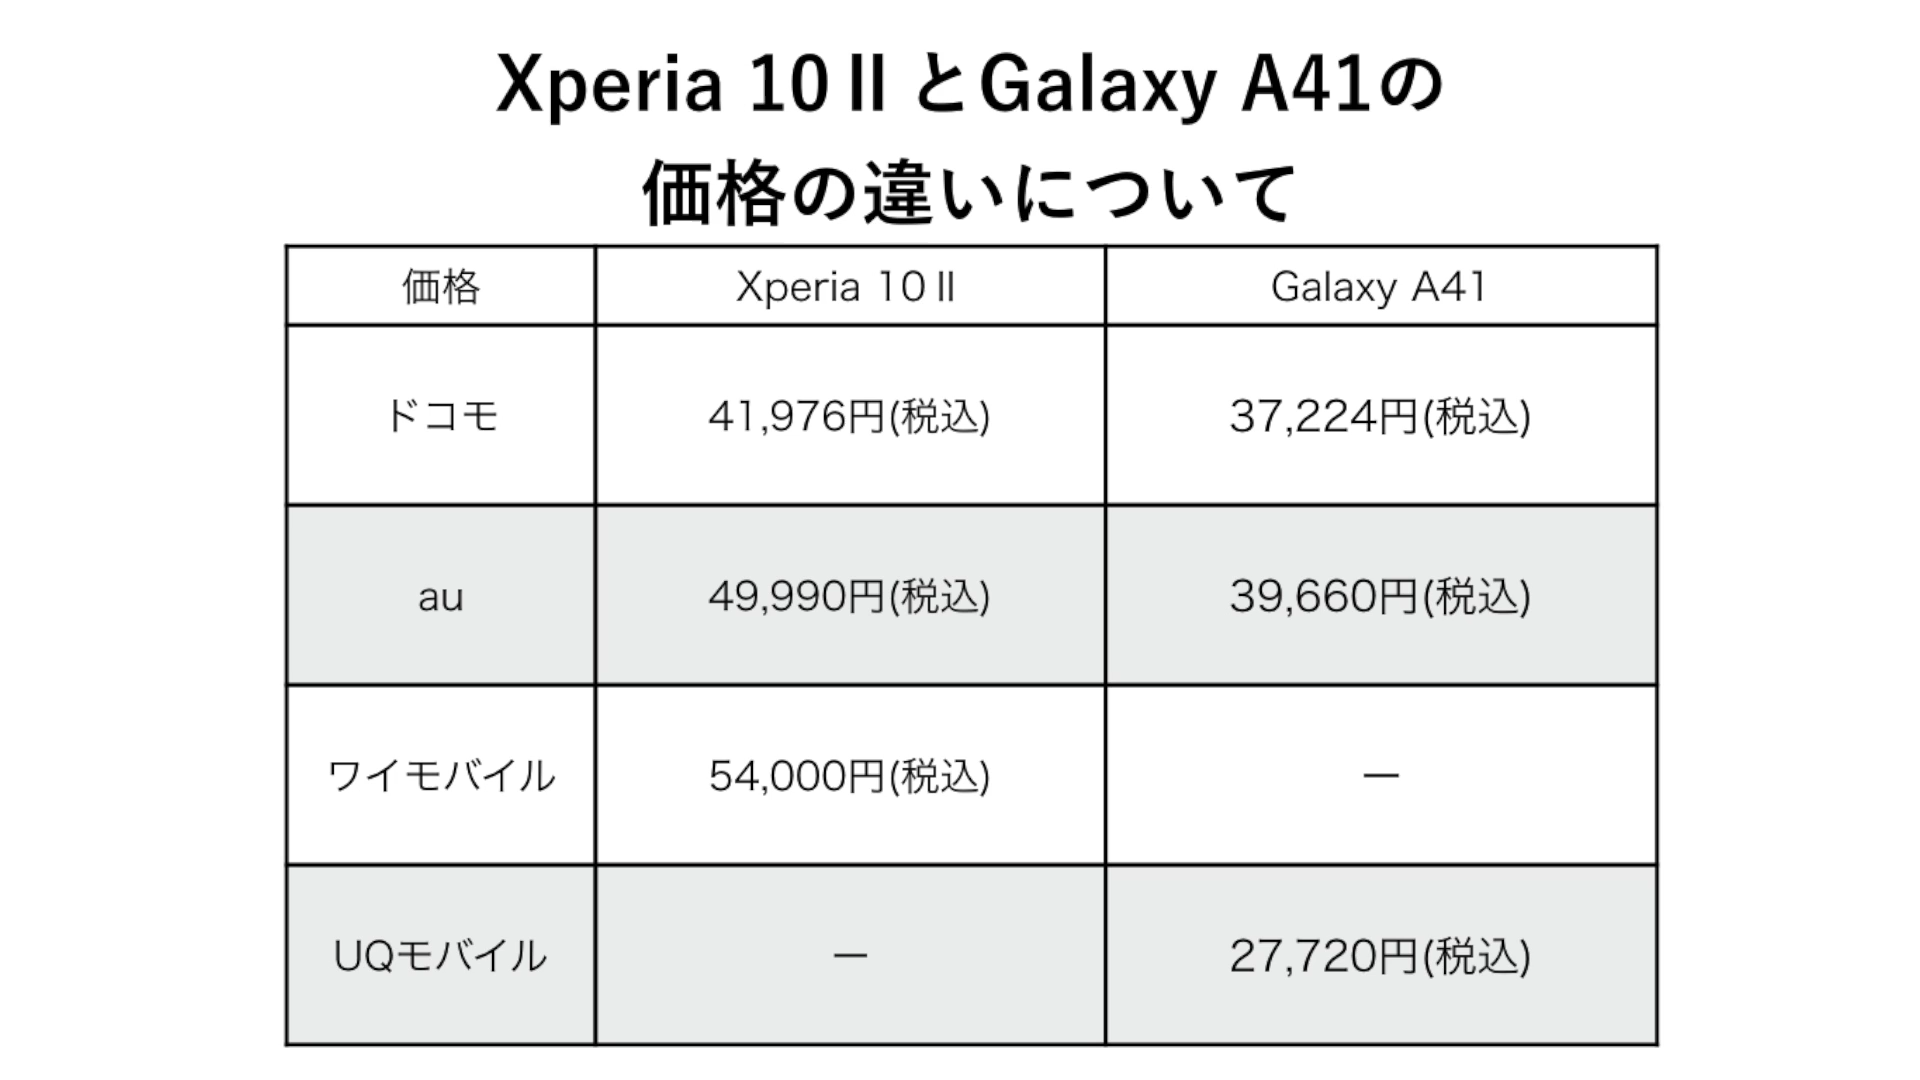 Xperia 10Ⅱ とGalaxy A41の
価格の違いについて
価格 Xperia 10Ⅱ Galaxy A41
ドコモ 41,976円(税込) 37,224円(税込)
au 49,990円(税込) 39,660円(税込)
ワイモバイル 54,000円(税込) ー
UQモバイル ー 27,720円(税込)